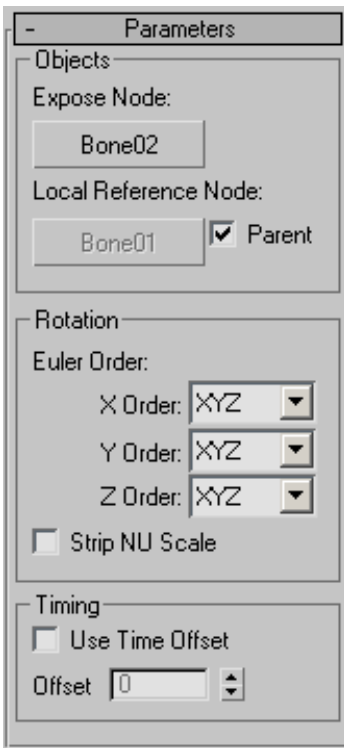 - Parameters
Objects
Expose Node:
Bone02
Local Reference Node:
Bone01 Parent
Rotation
Euler Order:
X Order: XYZ
Y Order: XYZ
Z Order: XYZ
Strip NU Scale
Timing
Use Time Offset
Offset 0